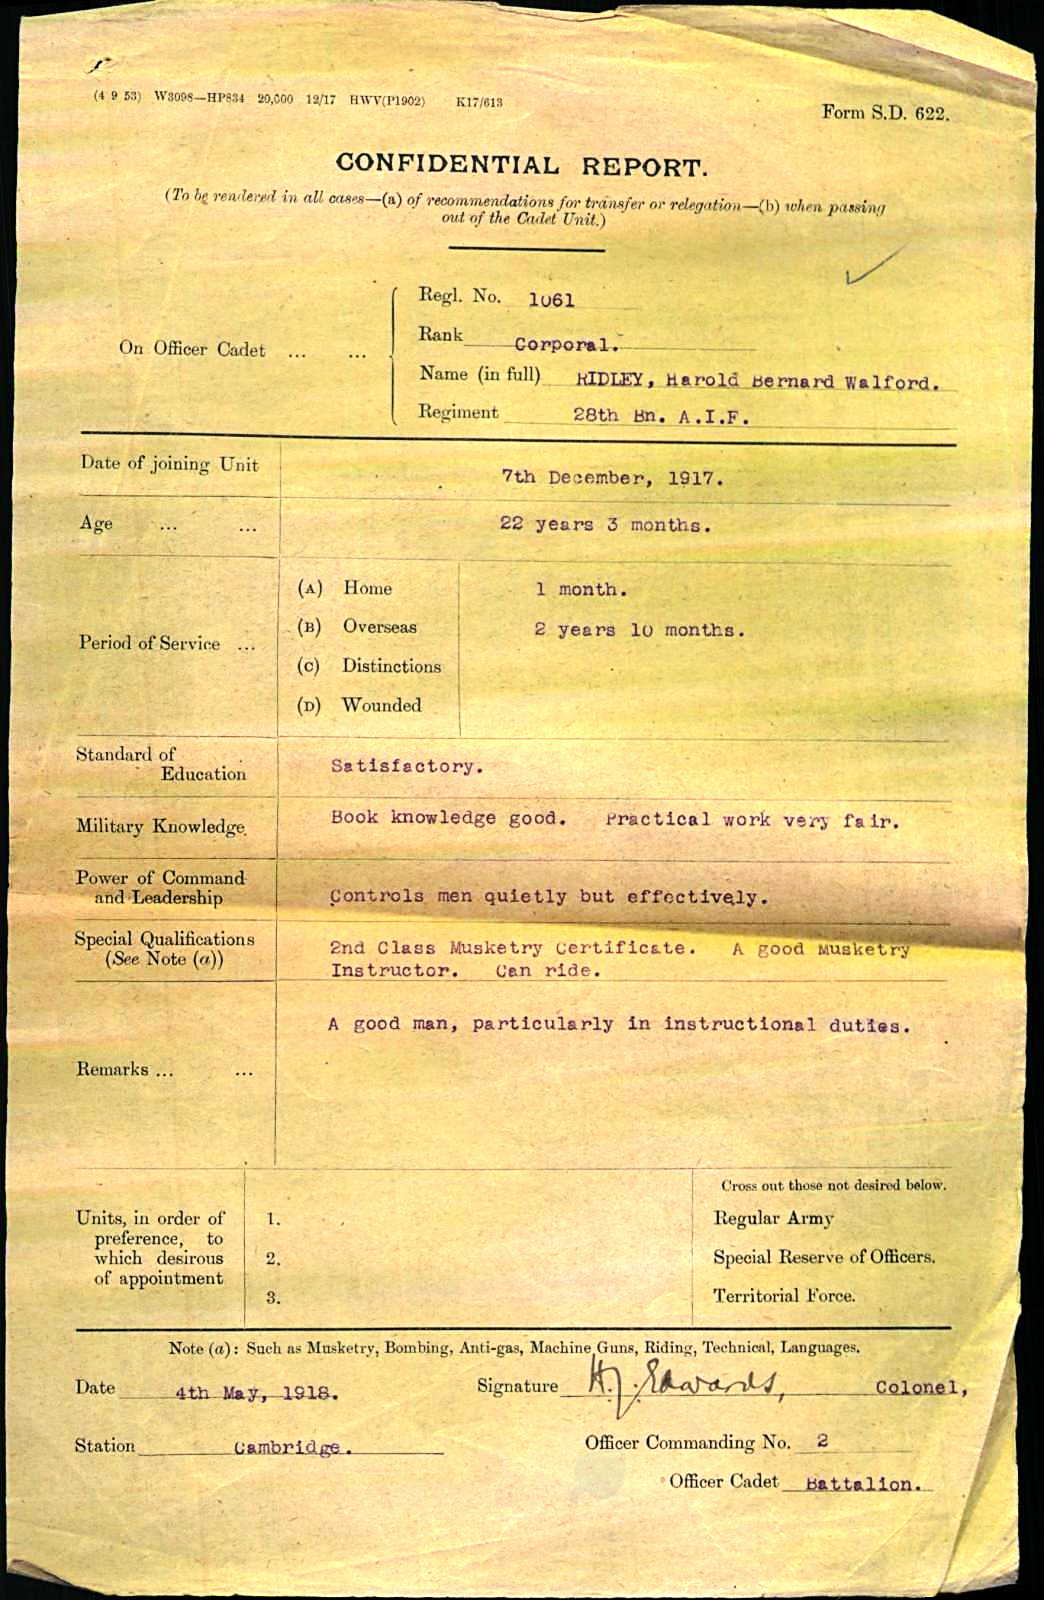 (4 9 53) W3098—HP834 20,000 12/17 HWV(P1902) K17/613
Form S.D. 622.
CONFIDENTIAL REPORT.
(To be rendered in all cases—(a) of recommendations for transfer or relegation—(b) when passing
out of the Cadet Unit.)
Regl. No. 1061
On Officer Cadet ... ...
Rank Corporal.
Name (in full) RIDLEY, Harold Bernard Walford.
Regiment 28th Bn. A.I.F.
Date of joining Unit 7th December, 1917.
Age ... ... 22 years 3 months.
Period of Service ...
(A) Home 1 month.
(B) Overseas 2 years 10 months.
(C) Distinctions
(D) Wounded
Standard of
Education Satisfactory.
Military Knowledge. Book knowledge good. Practical work very fair.
Power of Command
and Leadership Controls men quietly but effectively.
Special Qualifications 2nd Class Musketry Certificate. A good Musketry
(See Note (a)) Instructor. Can ride.
A good man, particularly in instructional duties.
Remarks ... ...
Cross out those not desired below.
Units, in order of 1. Regular Army
preference, to
which desirous 2. Special Reserve of Officers.
of appointment
3. Territorial Force.
Note (a): Such as Musketry, Bombing, Anti-gas, Machine Guns, Riding, Technical, Languages.
Date 4th May, 1918. Signature H.J. Edwards, Colonel,
Station Cambridge. Officer Commanding No. 2
Officer Cadet Battalion.